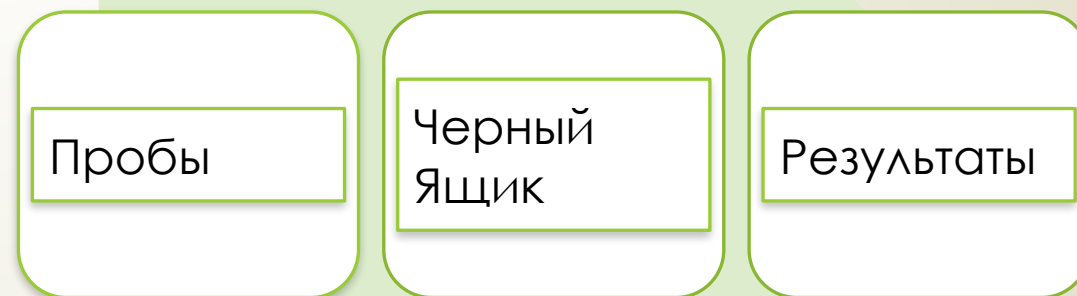 Пробы
Черный
Ящик
Результаты